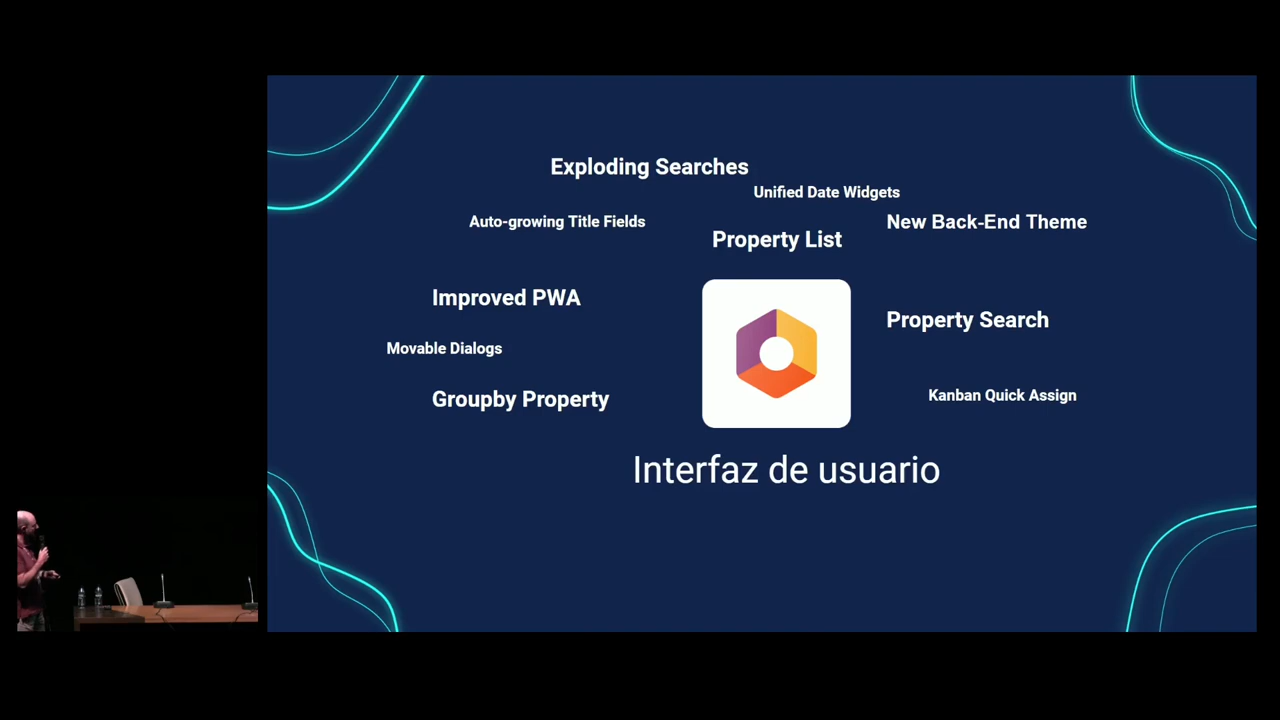 Exploding Searches
Unified Date Widgets
Auto-growing Title Fields
New Back-End Theme
Property List
Improved PWA
Property Search
Movable Dialogs
Kanban Quick Assign
Groupby Property
Interfaz de usuario